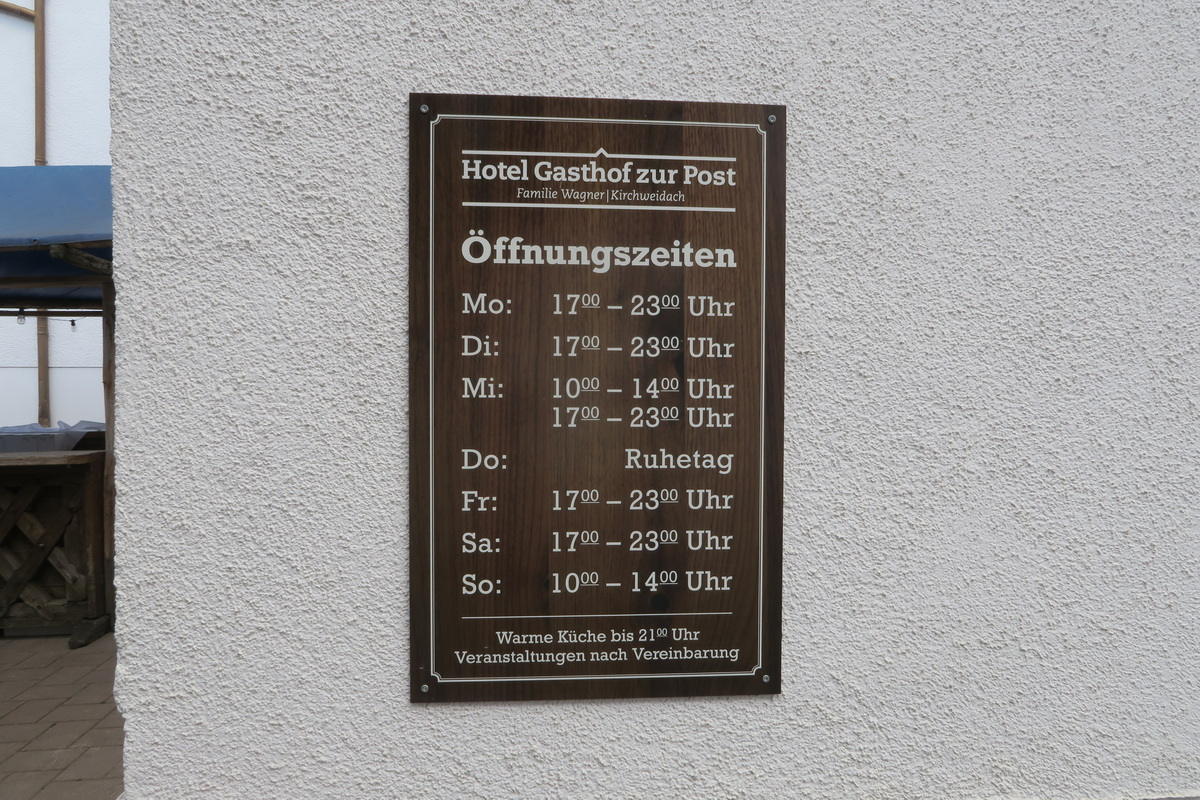 Hotel Gasthof zur Post
Familie Wagner | Kirchweidach
Öffnungszeiten
Mo: 17⁰⁰ – 23⁰⁰ Uhr
Di: 17⁰⁰ – 23⁰⁰ Uhr
Mi: 10⁰⁰ – 14⁰⁰ Uhr
17⁰⁰ – 23⁰⁰ Uhr
Do: Ruhetag
Fr: 17⁰⁰ – 23⁰⁰ Uhr
Sa: 17⁰⁰ – 23⁰⁰ Uhr
So: 10⁰⁰ – 14⁰⁰ Uhr
Warme Küche bis 21⁰⁰ Uhr
Veranstaltungen nach Vereinbarung